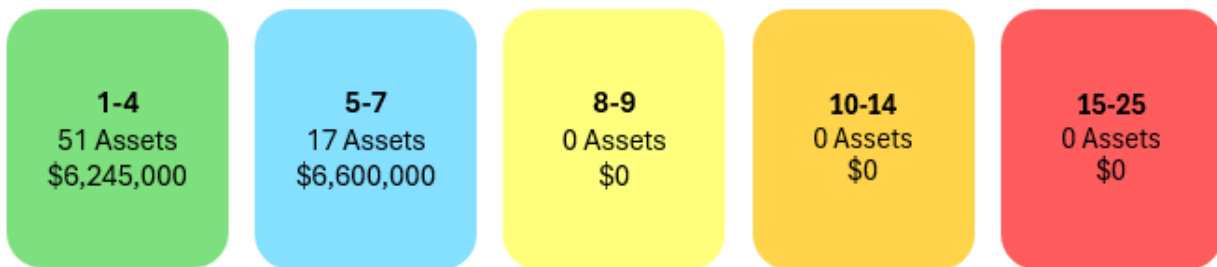 1-4
51 Assets
$6,245,000
5-7
17 Assets
$6,600,000
8-9
0 Assets
$0
10-14
0 Assets
$0
15-25
0 Assets
$0